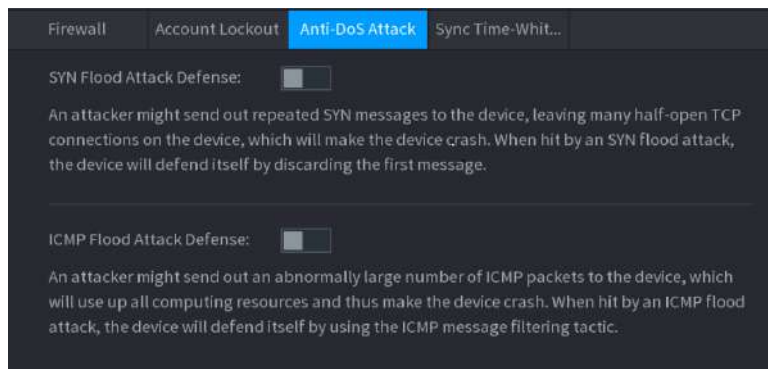 Firewall Account Lockout Anti-DoS Attack Sync Time-Whit...
SYN Flood Attack Defense:
An attacker might send out repeated SYN messages to the device, leaving many half-open TCP
connections on the device, which will make the device crash. When hit by an SYN flood attack,
the device will defend itself by discarding the first message.
ICMP Flood Attack Defense:
An attacker might send out an abnormally large number of ICMP packets to the device, which
will use up all computing resources and thus make the device crash. When hit by an ICMP flood
attack, the device will defend itself by using the ICMP message filtering tactic.